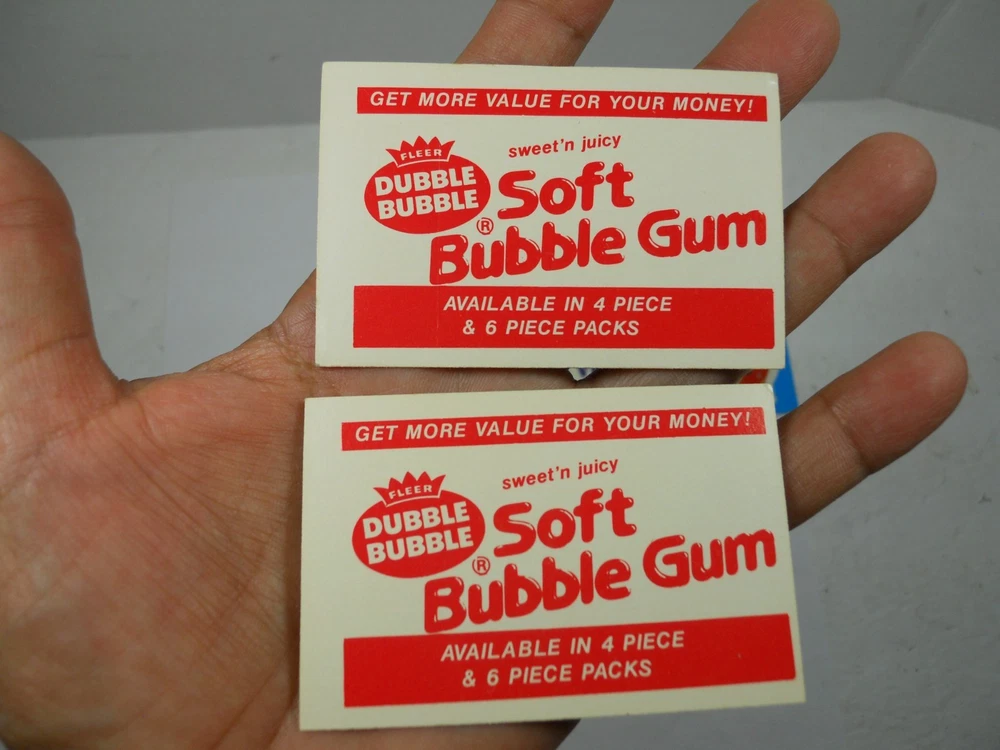 GET MORE VALUE FOR YOUR MONEY!
FLEER
DUBBLE
BUBBLE
®
sweet'n juicy
Soft
Bubble Gum
AVAILABLE IN 4 PIECE
& 6 PIECE PACKS
GET MORE VALUE FOR YOUR MONEY!
FLEER
DUBBLE
BUBBLE
®
sweet'n juicy
Soft
Bubble Gum
AVAILABLE IN 4 PIECE
& 6 PIECE PACKS